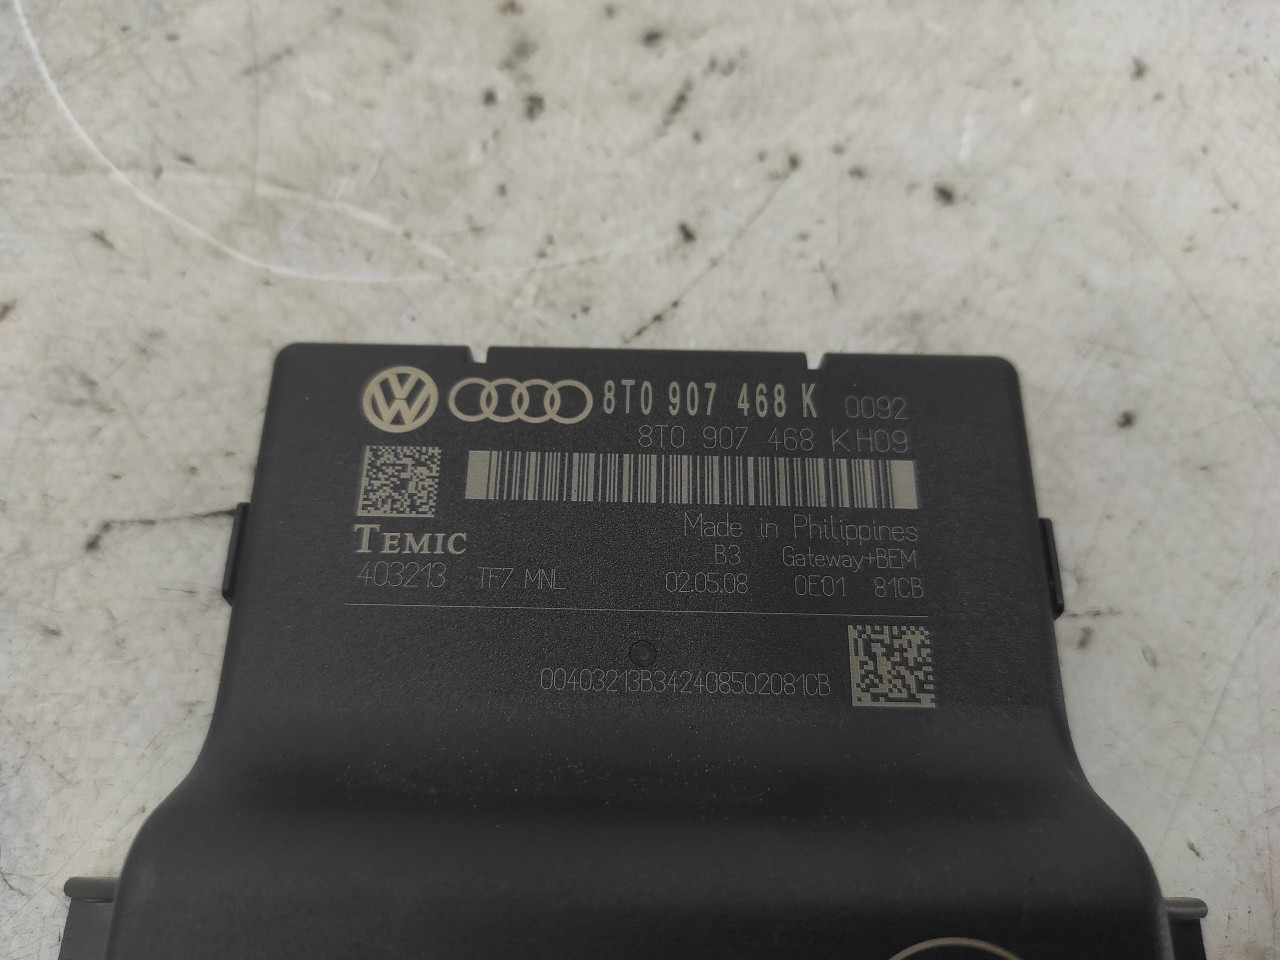 8T0 907 468 K 0092
8T0 907 468 KH09
Made in Philippines
TEMIC B3 Gateway+BEM
403213 TF7 MNL 02.05.08 0E01 81CB
00403213B342408502081CB